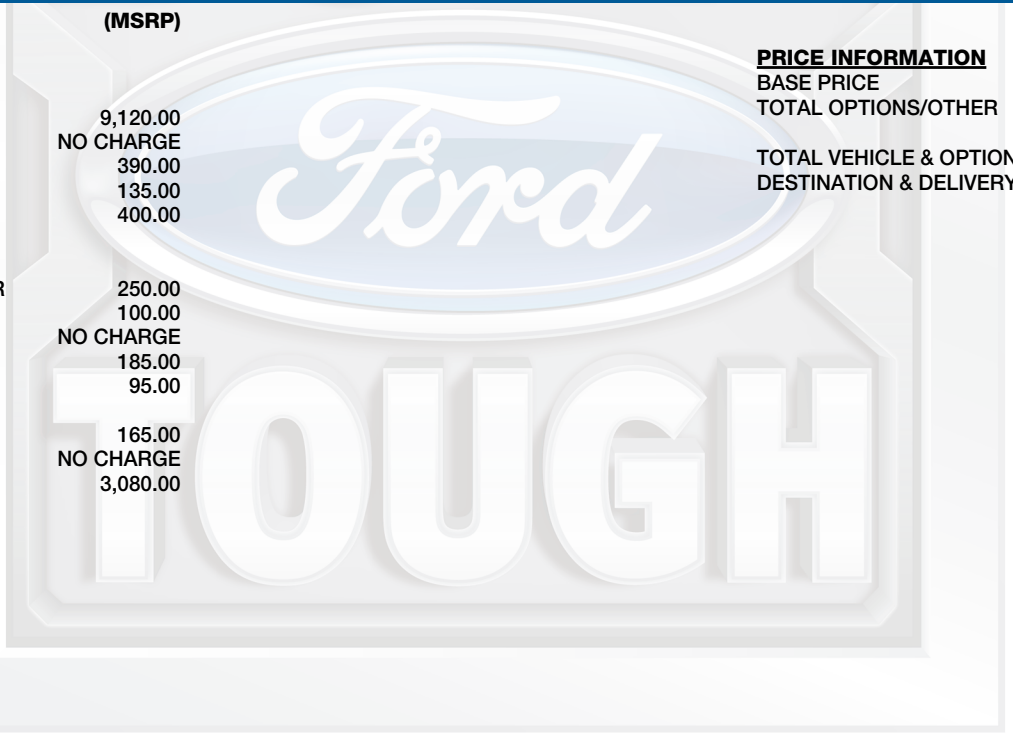 (MSRP)
9,120.00
NO CHARGE
390.00
135.00
400.00
R 250.00
100.00
NO CHARGE
185.00
95.00
165.00
NO CHARGE
3,080.00
PRICE INFORMATION
BASE PRICE
TOTAL OPTIONS/OTHER
TOTAL VEHICLE & OPTION
DESTINATION & DELIVERY
Ford
TOUGH